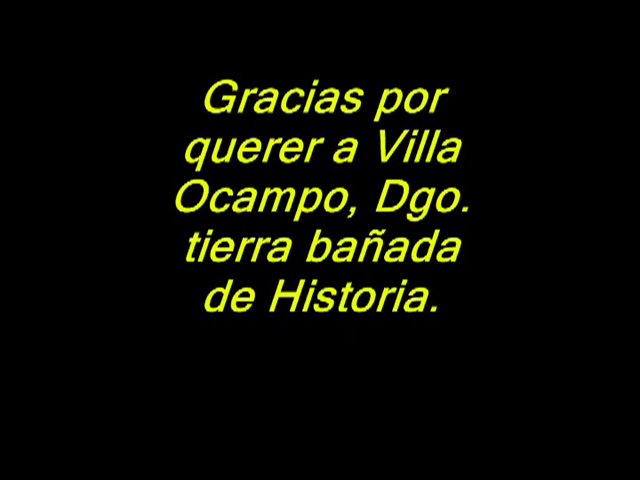 Gracias por
querer a Villa
Ocampo, Dgo.
tierra bañada
de Historia.